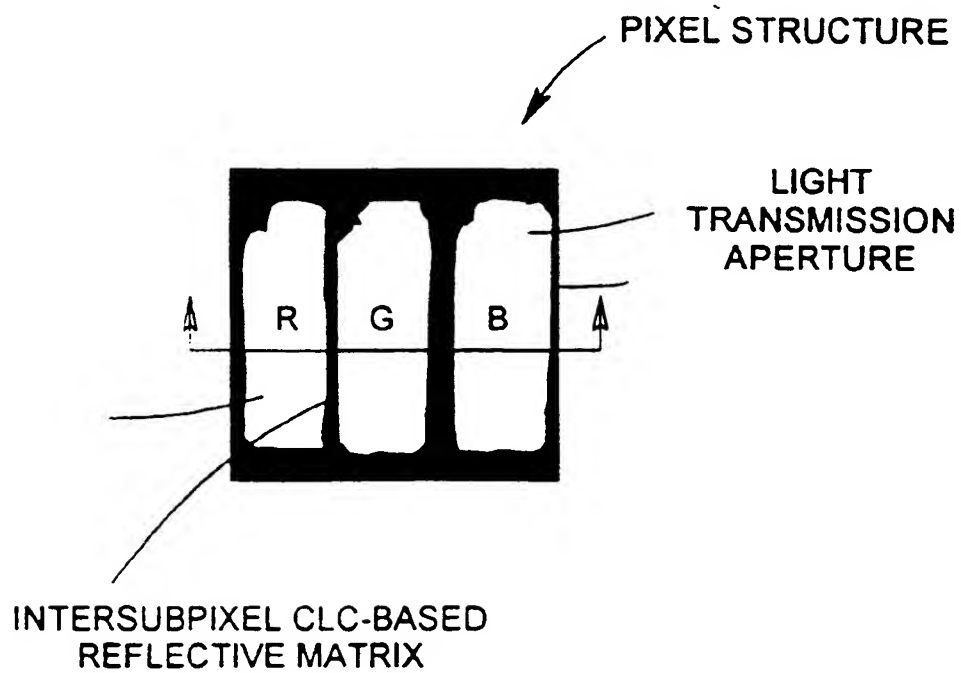 PIXEL STRUCTURE
LIGHT
TRANSMISSION
APERTURE
R G B
INTERSUBPIXEL CLC-BASED
REFLECTIVE MATRIX